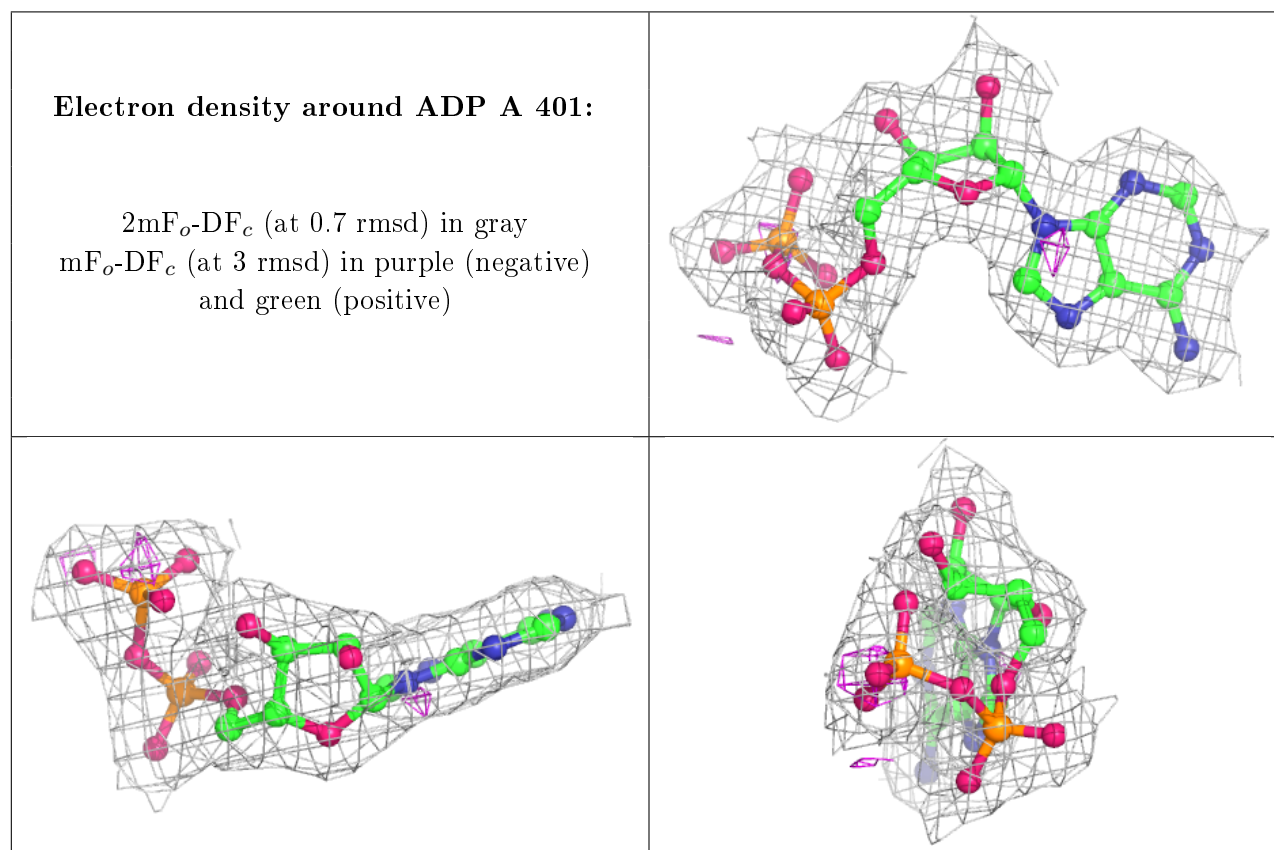 Electron density around ADP A 401:
2mFₒ-DF𝑐 (at 0.7 rmsd) in gray
mFₒ-DF𝑐 (at 3 rmsd) in purple (negative)
and green (positive)